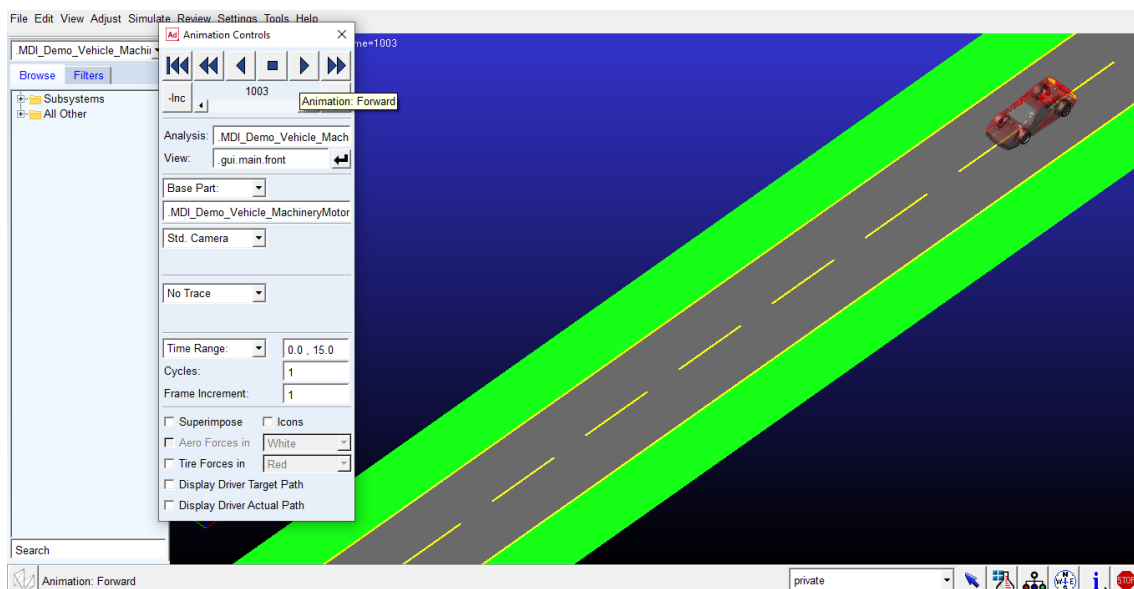 File Edit View Adjust Simulate Review Settings Tools Help
Ad Animation Controls
.MDI_Demo_Vehicle_Machi
me=1003
Browse Filters
Subsystems
All Other
-Inc
1003
Animation: Forward
Analysis: .MDI_Demo_Vehicle_Mach
View: .gui.main.front
Base Part:
.MDI_Demo_Vehicle_MachineryMotor
Std. Camera
No Trace
Time Range: 0.0 , 15.0
Cycles: 1
Frame Increment: 1
Superimpose Icons
Aero Forces in White
Tire Forces in Red
Display Driver Target Path
Display Driver Actual Path
Search
Animation: Forward
private
N
W E
i
STOP